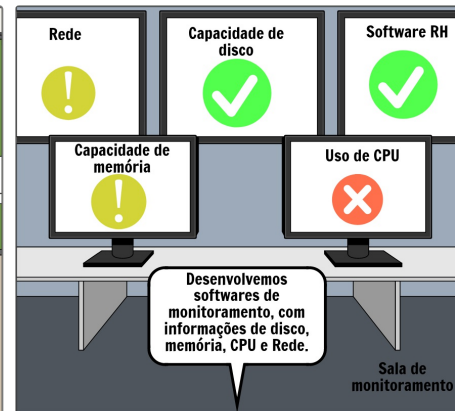 Rede
Capacidade de
disco
Software RH
Capacidade de
memória
Uso de CPU
Desenvolvemos
softwares de
monitoramento, com
informações de disco,
memória, CPU e Rede.
Sala de
monitoramento